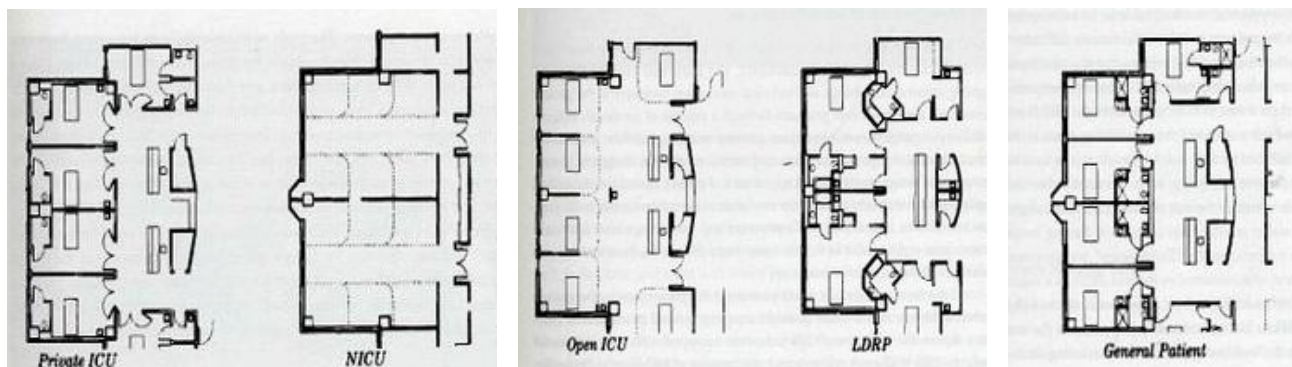 Private ICU
NICU
Open ICU
LDRP
General Patient